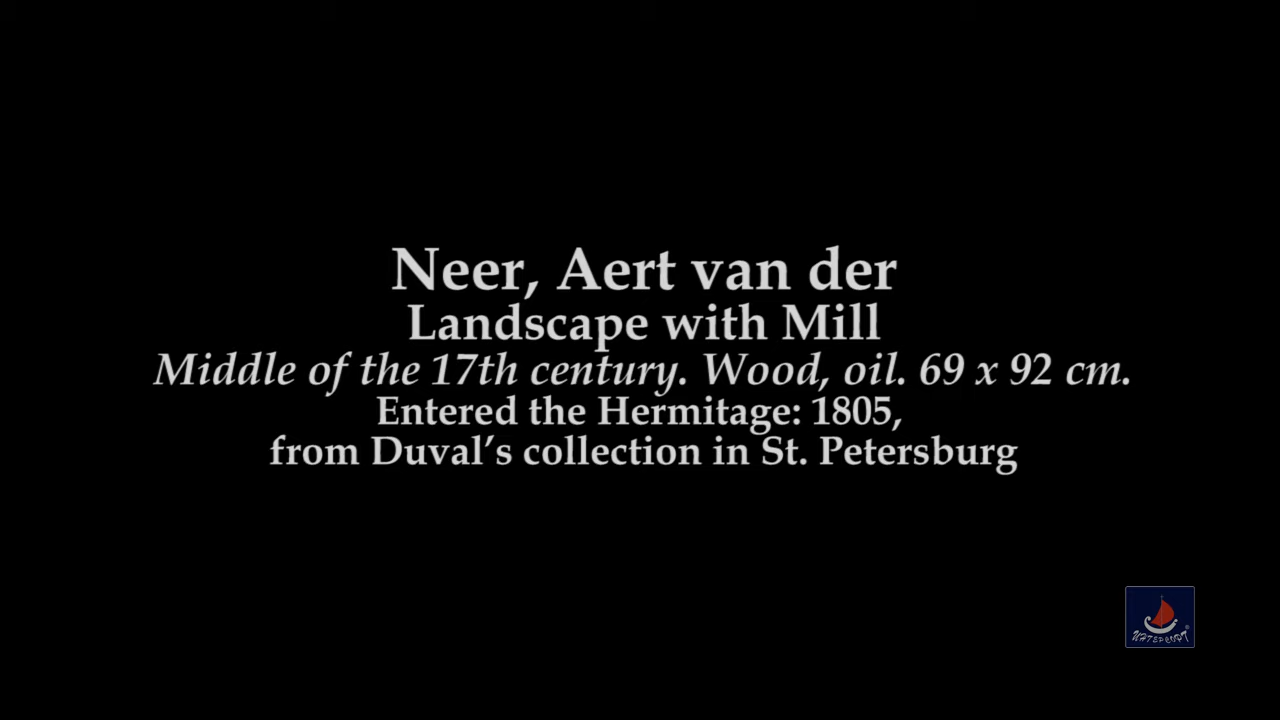 Neer, Aert van der
Landscape with Mill
Middle of the 17th century. Wood, oil. 69 x 92 cm.
Entered the Hermitage: 1805,
from Duval’s collection in St. Petersburg